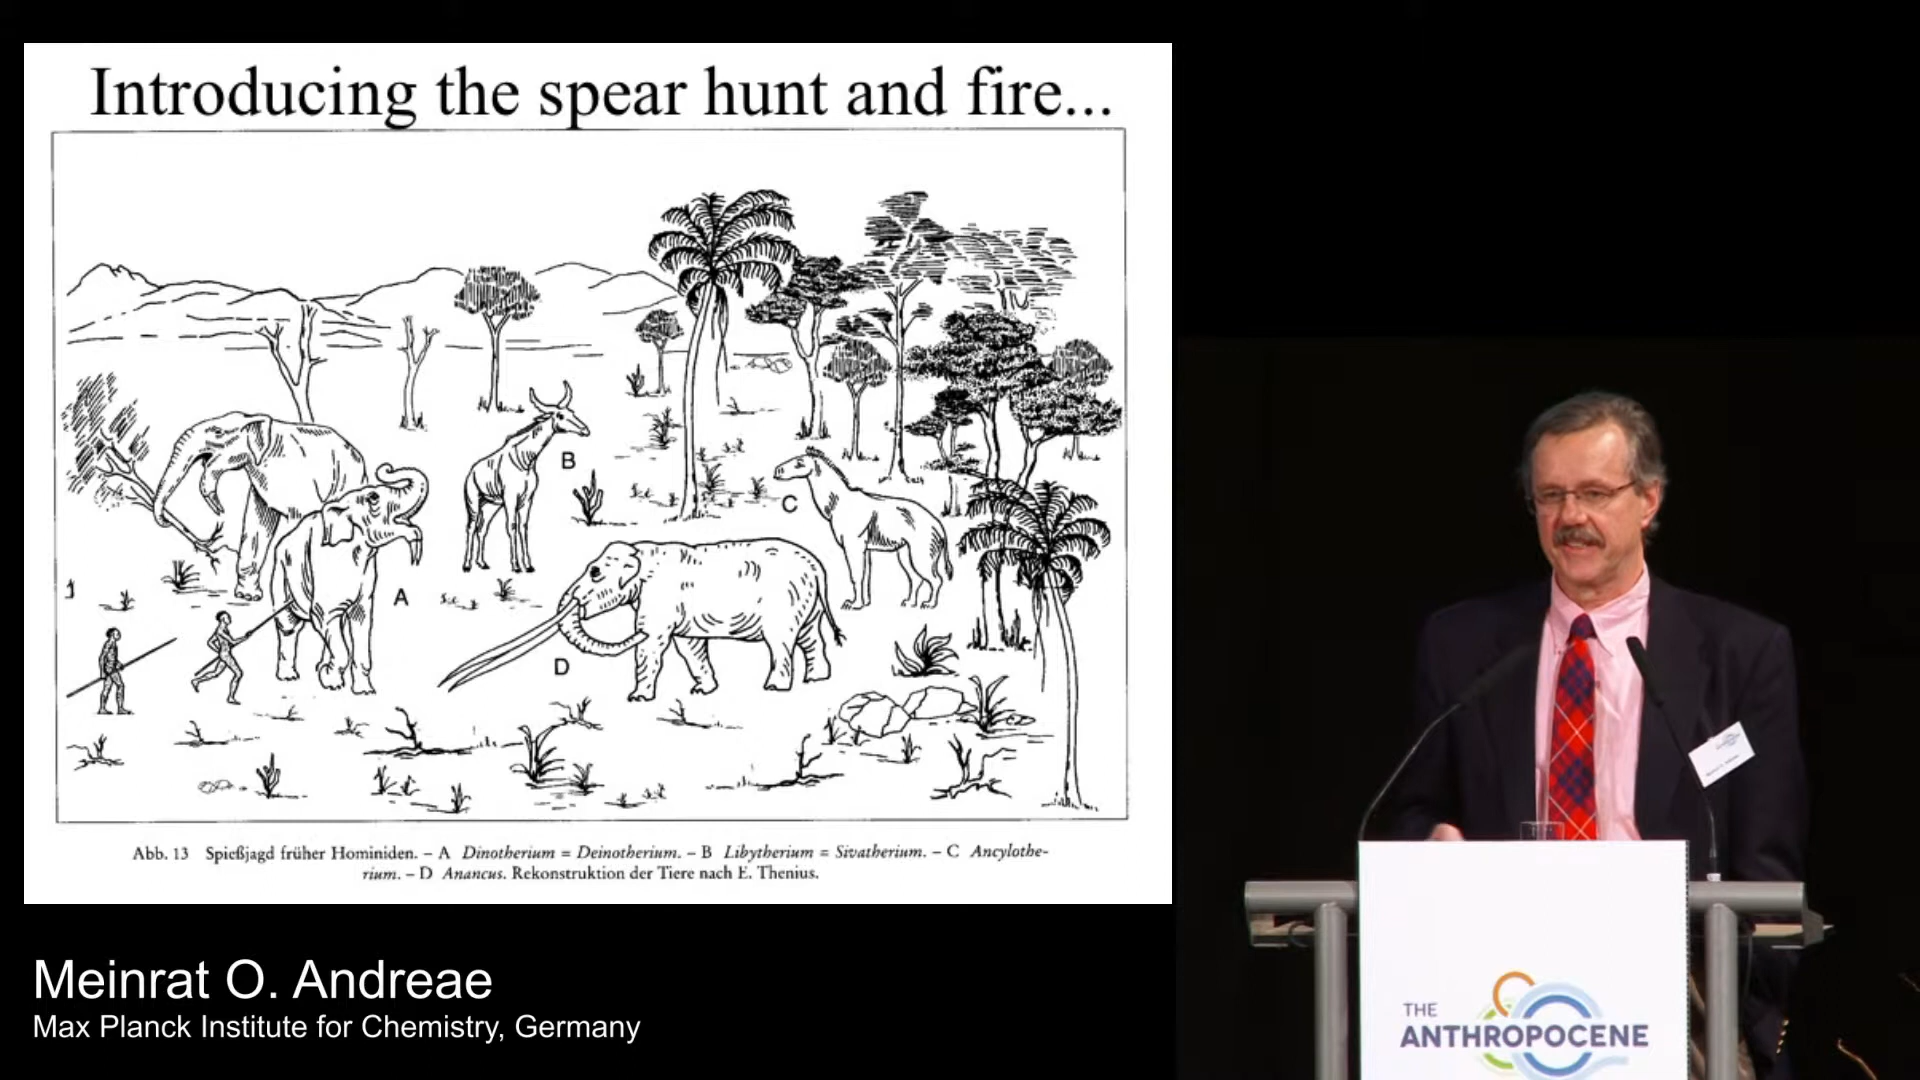 Introducing the spear hunt and fire...
B
C
A
D
Abb. 13 Spießjagd früher Hominiden. – A Dinotherium = Deinotherium. – B Libytherium = Sivatherium. – C Ancylothe-
rium. – D Anancus. Rekonstruktion der Tiere nach E. Thenius.
Meinrat O. Andreae
Max Planck Institute for Chemistry, Germany
THE
ANTHROPOCENE